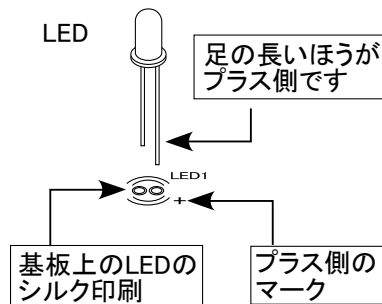 LED
足の長いほうが
プラス側です
LED1
+
基板上のLEDの
シルク印刷
プラス側の
マーク